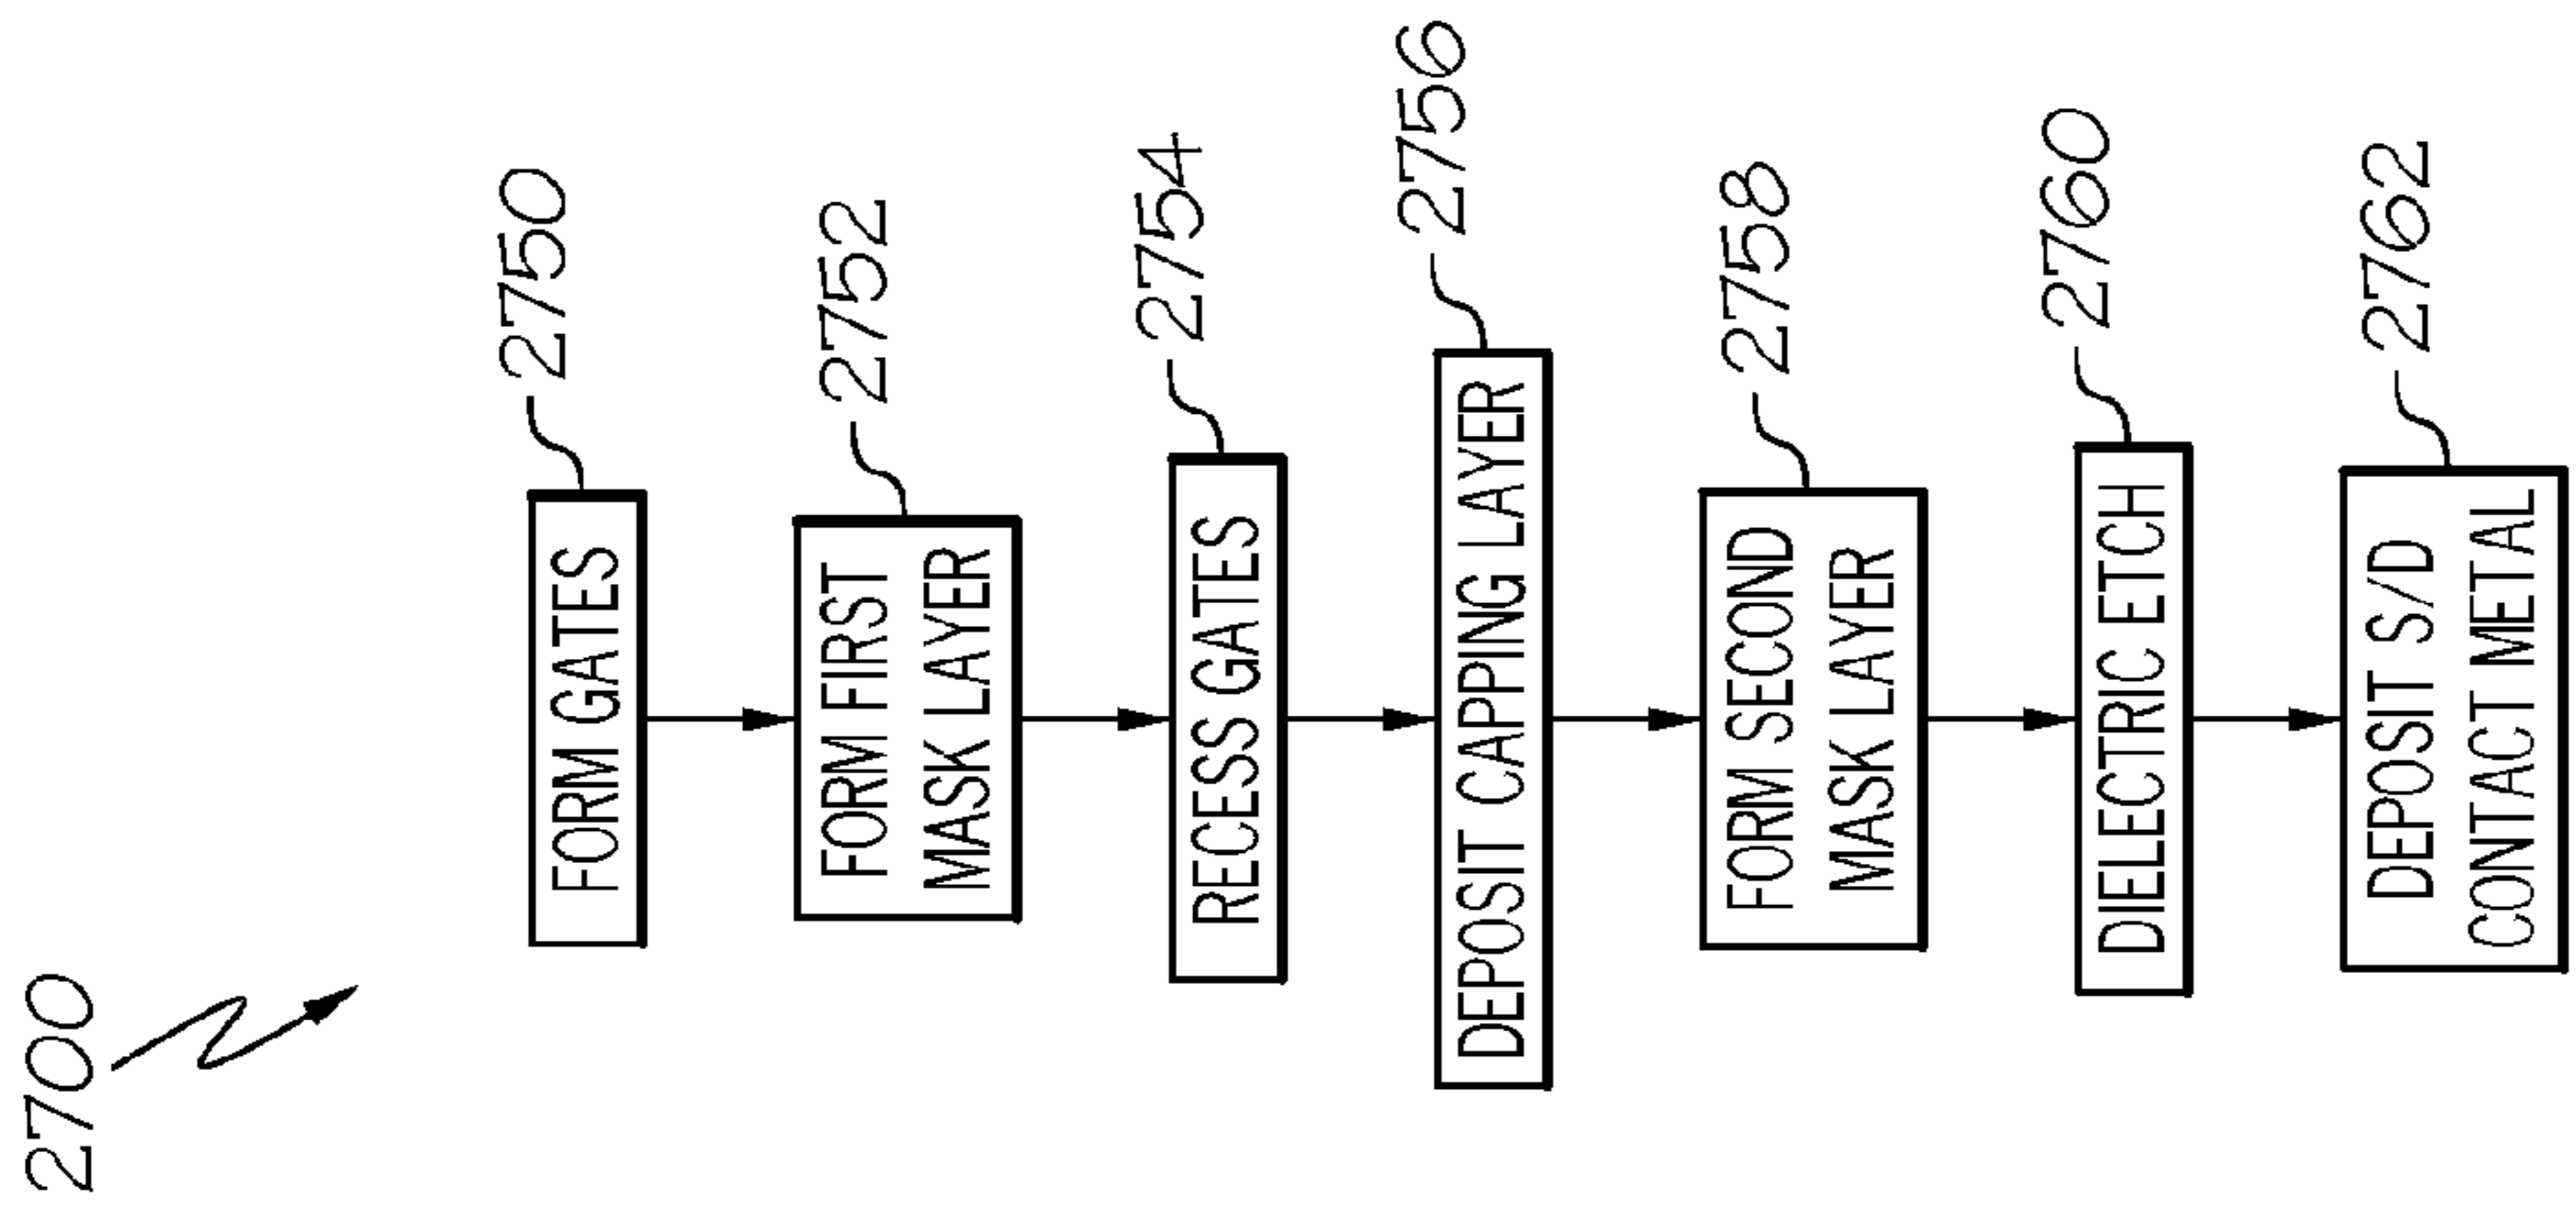 2700
FORM GATES
2750
FORM FIRST
MASK LAYER
2752
RECESS GATES
2754
DEPOSIT CAPPING LAYER
2756
FORM SECOND
MASK LAYER
2758
DIELECTRIC ETCH
2760
DEPOSIT S/D
CONTACT METAL
2762